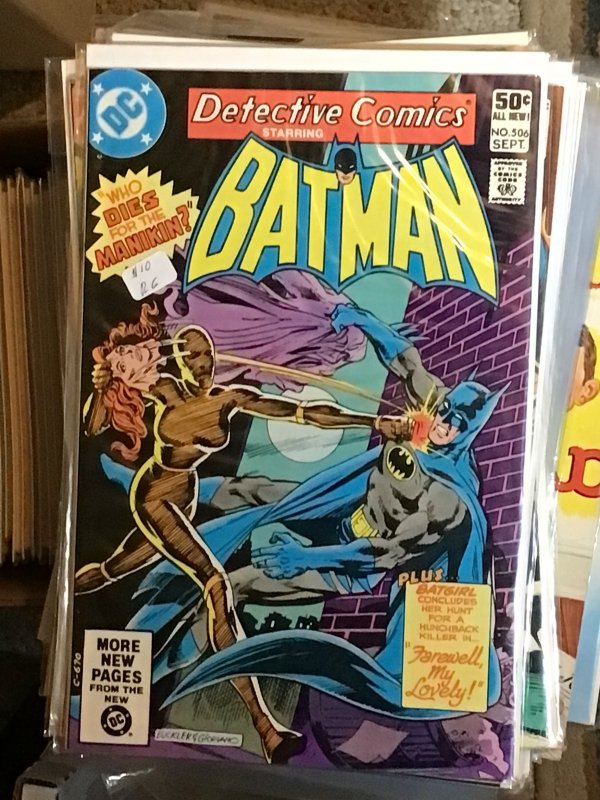 DC
Detective Comics
STARRING
BATMAN
50¢
ALL NEW!
NO. 506
SEPT.
APPROVED
BY THE
COMICS
CODE
AUTHORITY
"WHO
DIES
FOR THE
MANIKIN?"
$10
PLUS...
BATGIRL
CONCLUDES
HER HUNT
FOR A
HUNCHBACK
KILLER IN...
"Farewell,
My
Lovely!"
MORE
NEW
PAGES
FROM THE
NEW
DC
C-690
BUCKLER & GIORDANO